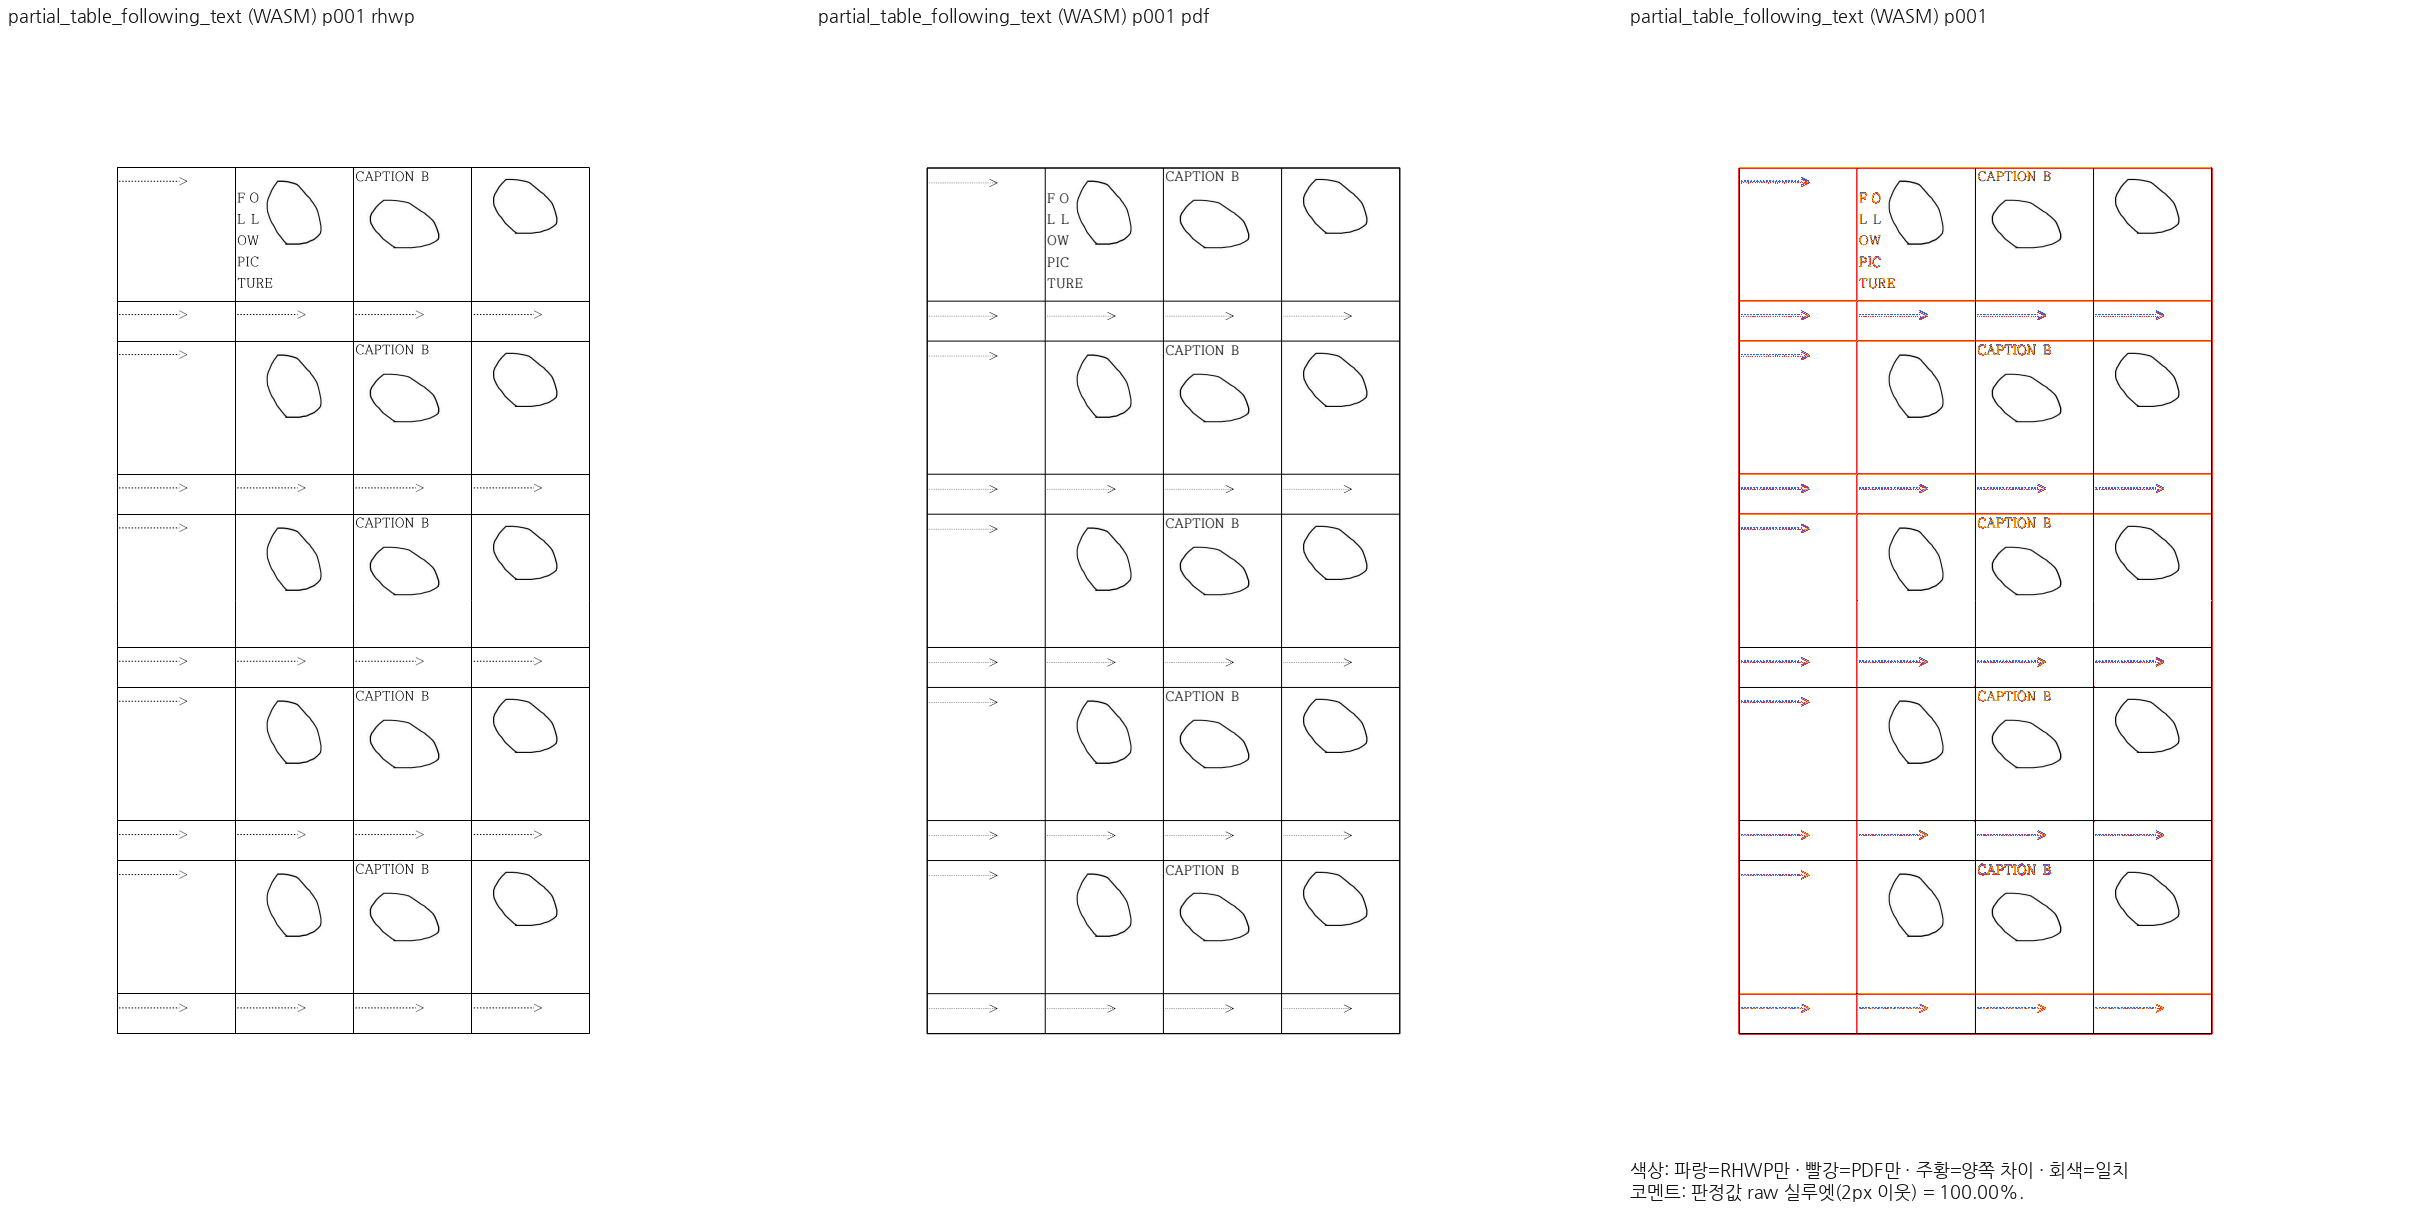 partial_table_following_text (WASM) p001 rhwp
F O
L L
OW
PIC
TURE
CAPTION B
CAPTION B
CAPTION B
CAPTION B
CAPTION B
partial_table_following_text (WASM) p001 pdf
F O
L L
OW
PIC
TURE
CAPTION B
CAPTION B
CAPTION B
CAPTION B
CAPTION B
partial_table_following_text (WASM) p001
F O
L L
OW
PIC
TURE
CAPTION B
CAPTION B
CAPTION B
CAPTION B
CAPTION B
색상: 파랑=RHWP만 · 빨강=PDF만 · 주황=양쪽 차이 · 회색=일치
코멘트: 판정값 raw 실루엣(2px 이웃) = 100.00%.